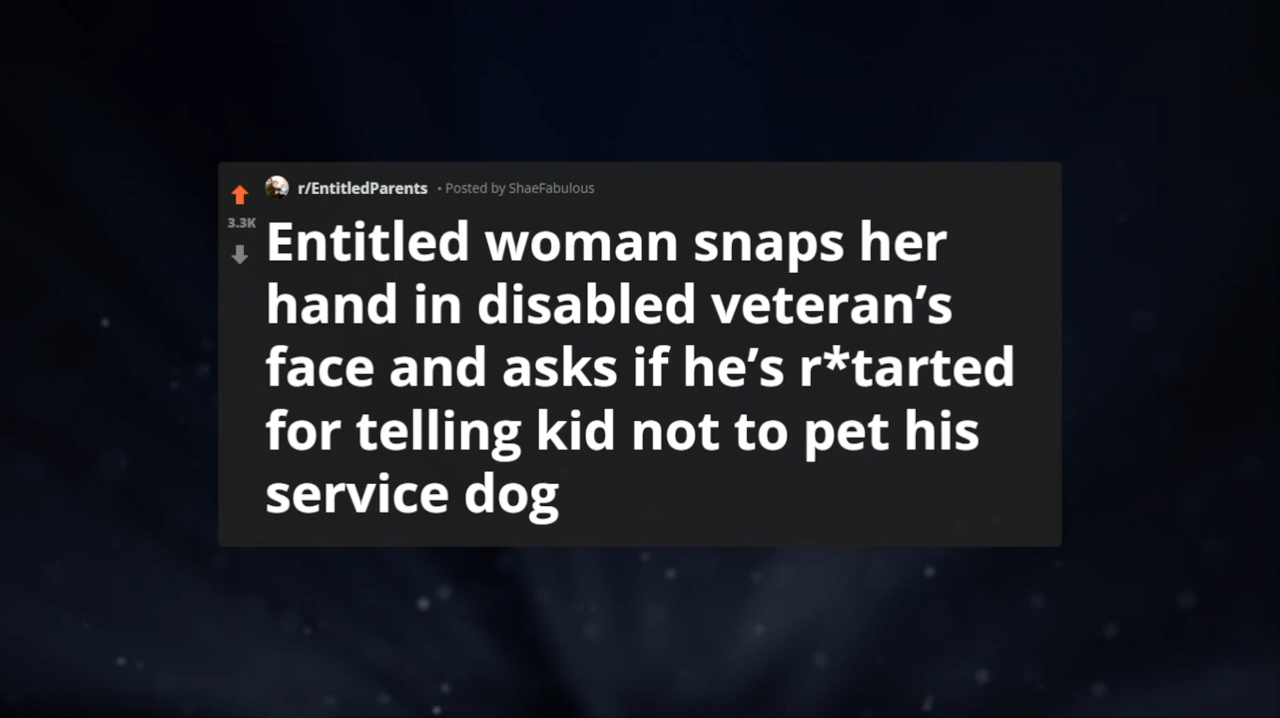 r/EntitledParents • Posted by ShaeFabulous
3.3K
Entitled woman snaps her
hand in disabled veteran’s
face and asks if he’s r*tarted
for telling kid not to pet his
service dog